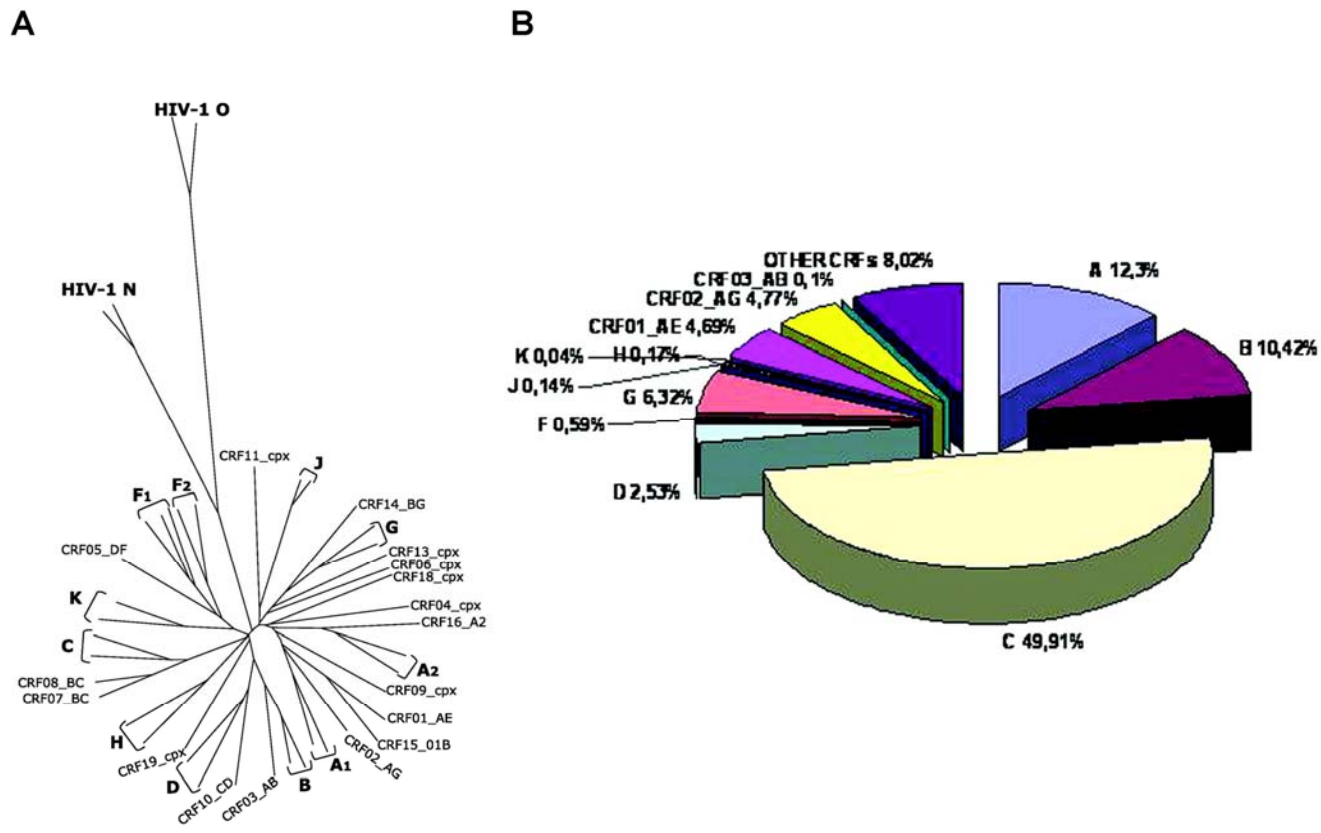 A
B
HIV-1 O
HIV-1 N
CRF11_cpx
J
F1
F2
CRF14_BG
G
CRF05_DF
CRF13_cpx
CRF06_cpx
CRF18_cpx
K
CRF04_cpx
CRF16_A2
C
A2
CRF08_BC
CRF07_BC
CRF09_cpx
H
CRF01_AE
CRF19_cpx
CRF15_01B
D
CRF02_AG
A1
B
CRF10_CD
CRF03_AB
OTHER CRFs 8,02%
A 12,3%
CRF03_AB 0,1%
CRF02_AG 4,77%
CRF01_AE 4,69%
B 10,42%
K 0,04%
H 0,17%
J 0,14%
G 6,32%
F 0,59%
D 2,53%
C 49,91%